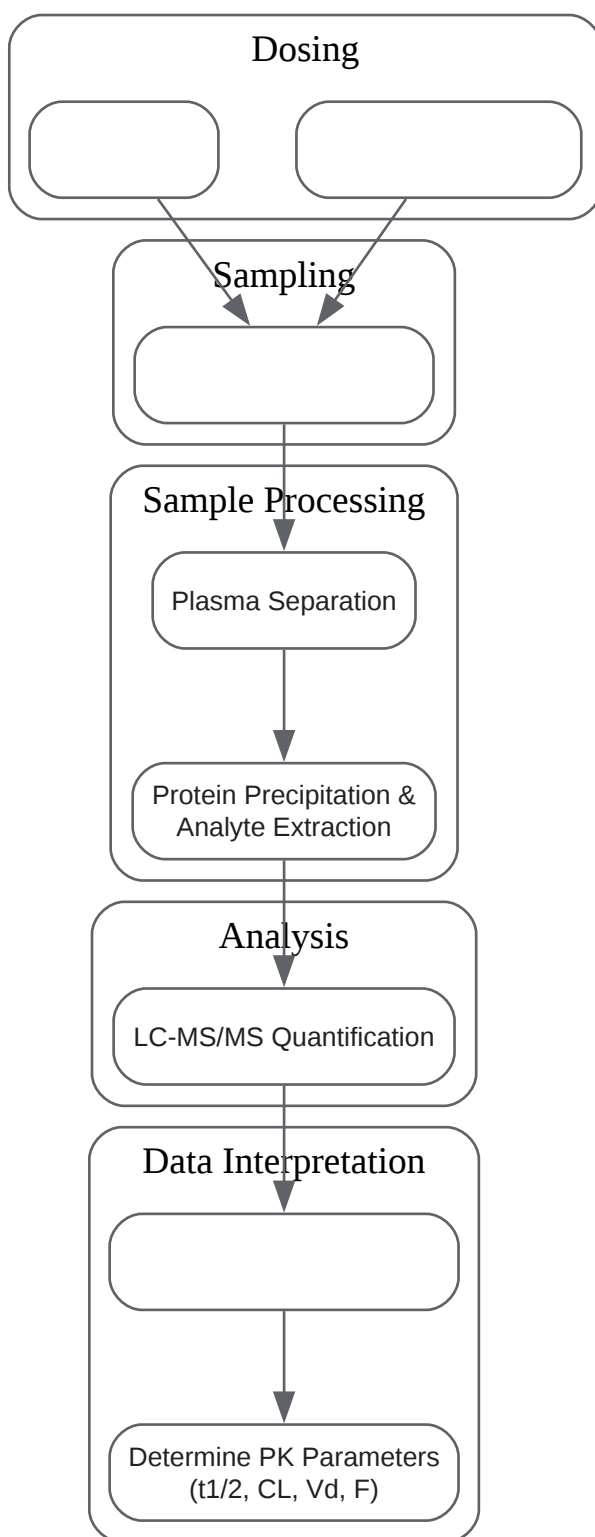 Dosing
Sampling
Sample Processing
Plasma Separation
Protein Precipitation &
Analyte Extraction
Analysis
LC-MS/MS Quantification
Data Interpretation
Determine PK Parameters
(t1/2, CL, Vd, F)